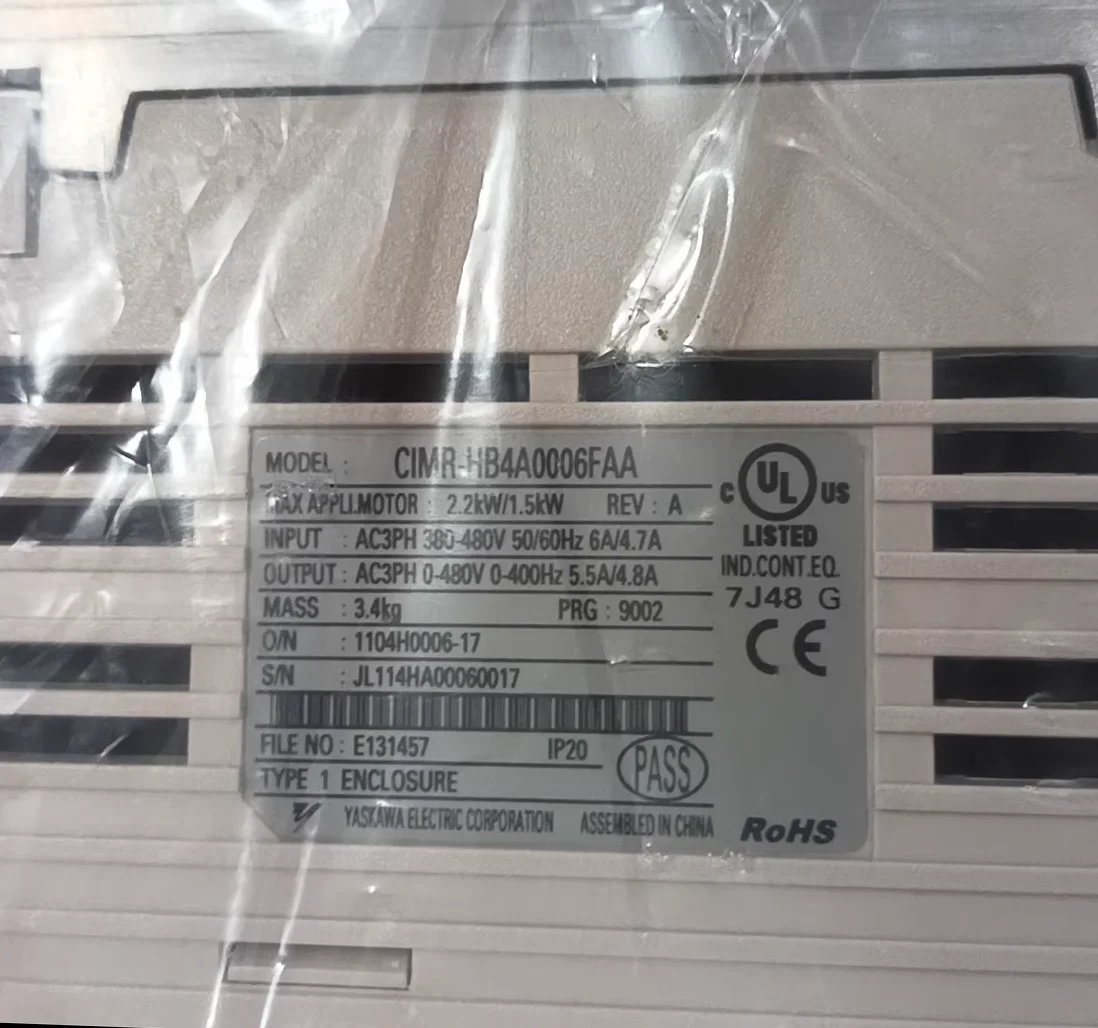 MODEL : CIMR-HB4A0006FAA
MAX APPLI.MOTOR : 2.2kW/1.5kW REV : A
INPUT : AC3PH 380-480V 50/60Hz 6A/4.7A
OUTPUT : AC3PH 0-480V 0-400Hz 5.5A/4.8A
MASS : 3.4kg PRG : 9002
O/N : 1104H0006-17
S/N : JL114HA00060017
FILE NO : E131457 IP20
PASS
TYPE 1 ENCLOSURE
YASKAWA ELECTRIC CORPORATION ASSEMBLED IN CHINA
C UL US
LISTED
IND.CONT.EQ.
7J48 G
CE
RoHS